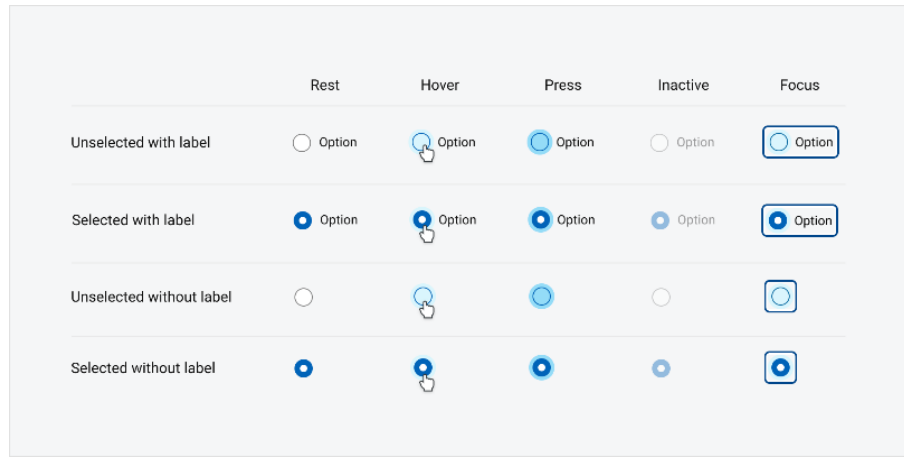 Rest Hover Press Inactive Focus
Unselected with label Option Option Option Option Option
Selected with label Option Option Option Option Option
Unselected without label
Selected without label